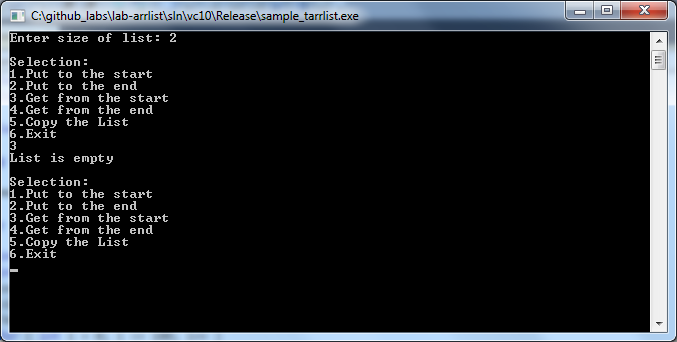 C:\github_labs\lab-arrlist\sln\vc10\Release\sample_tarrlist.exe
Enter size of list: 2
Selection:
1.Put to the start
2.Put to the end
3.Get from the start
4.Get from the end
5.Copy the List
6.Exit
3
List is empty
Selection:
1.Put to the start
2.Put to the end
3.Get from the start
4.Get from the end
5.Copy the List
6.Exit